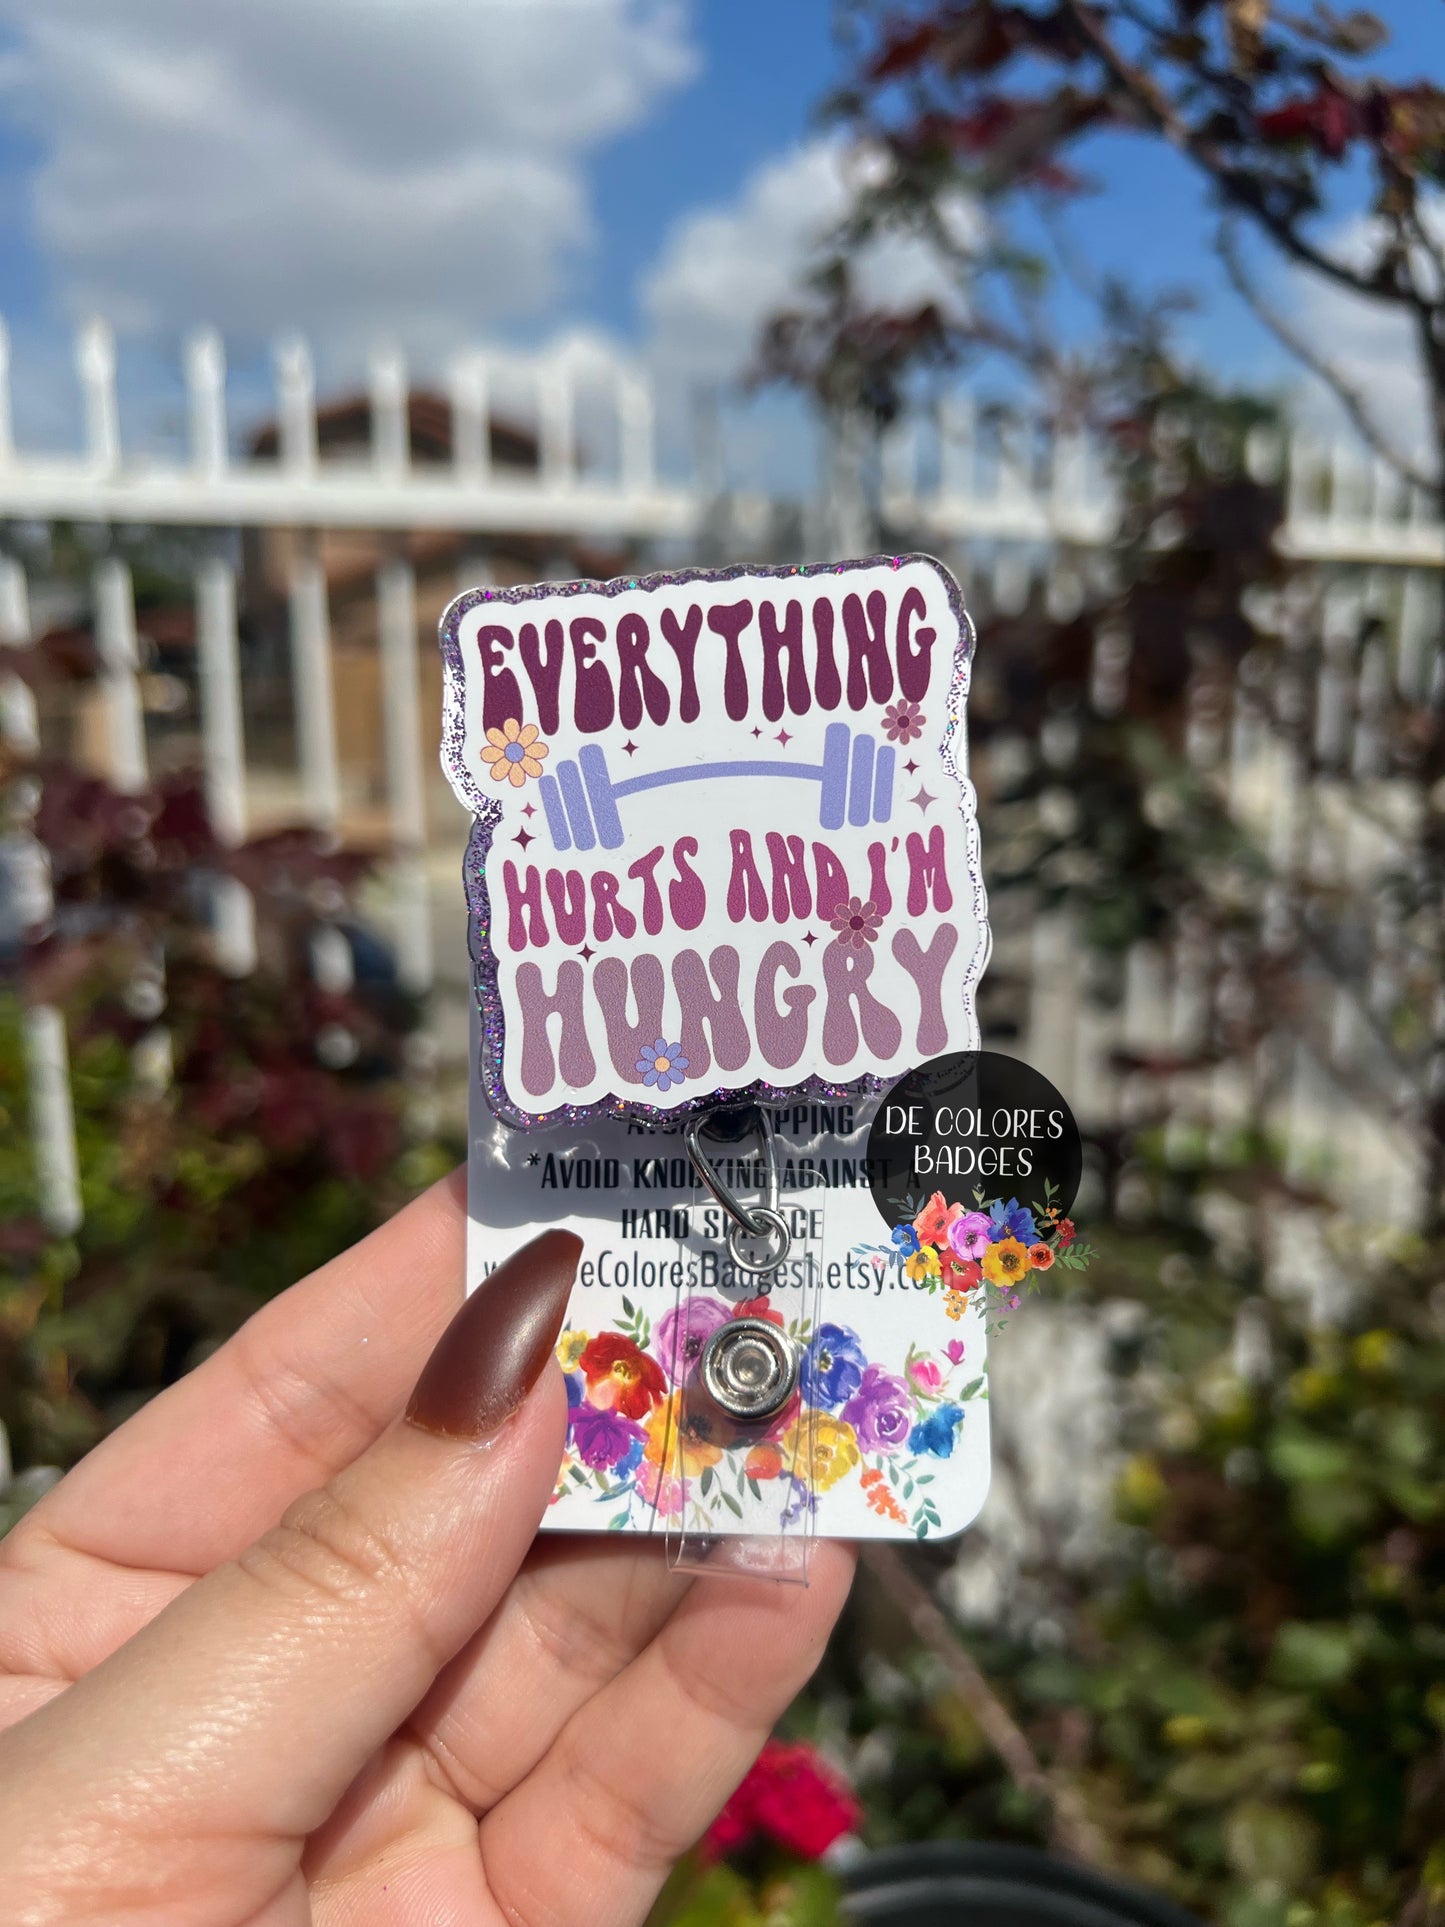 EVERYTHING
HURTS AND I'M
HUNGRY
*AVOID KNOCKING AGAINST A
HARD SURFACE
DE COLORES
BADGES